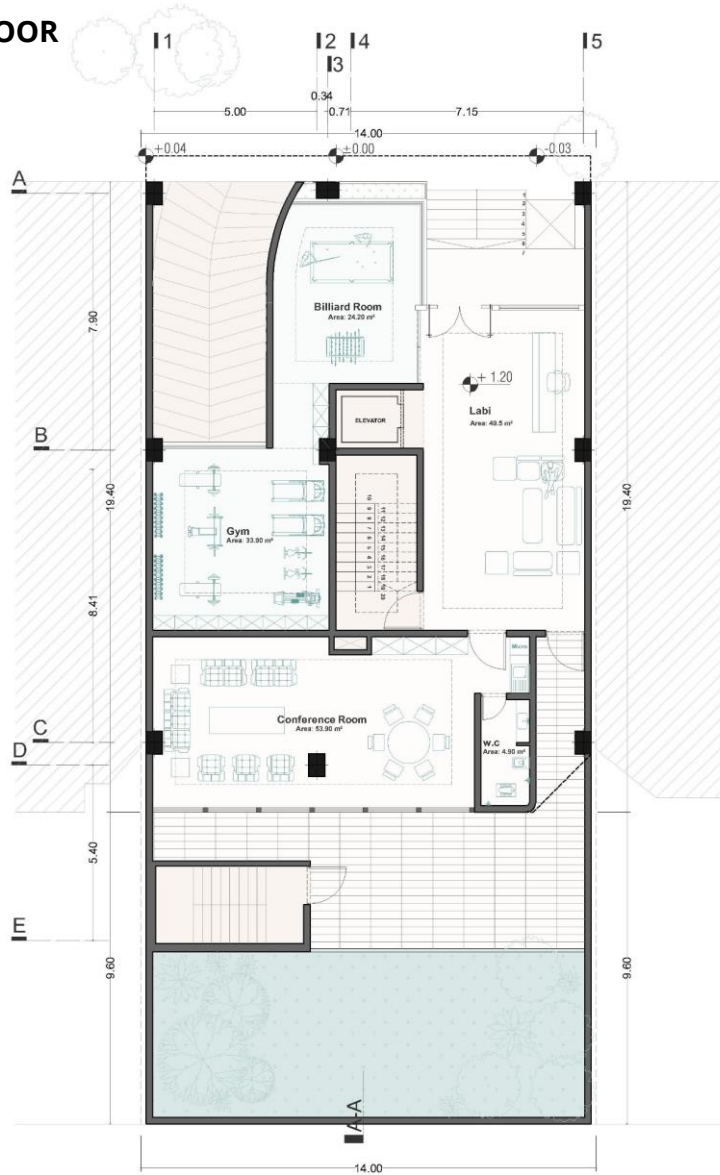 OOR
1
2
4
5
3
0.34
5.00
0.71
7.15
14.00
+0.04
±0.00
-0.03
A
Billiard Room
Area: 24.20 m²
7.90
+ 1.20
Labi
Area: 49.5 m²
ELEVATOR
B
19.40
19.40
Gym
Area: 33.90 m²
8.41
Micro
Conference Room
Area: 53.90 m²
C
D
W.C
Area: 4.90 m²
5.40
E
9.60
9.60
A-A
14.00